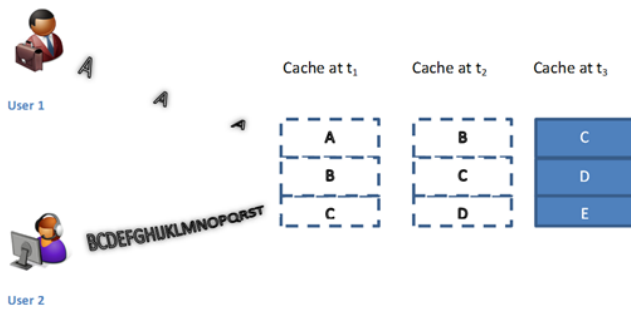 Cache at t1 Cache at t2 Cache at t3
A
User 1
A
A
A B C
B C D
BCDEFGHIJKLMNOPQRST
C D E
User 2